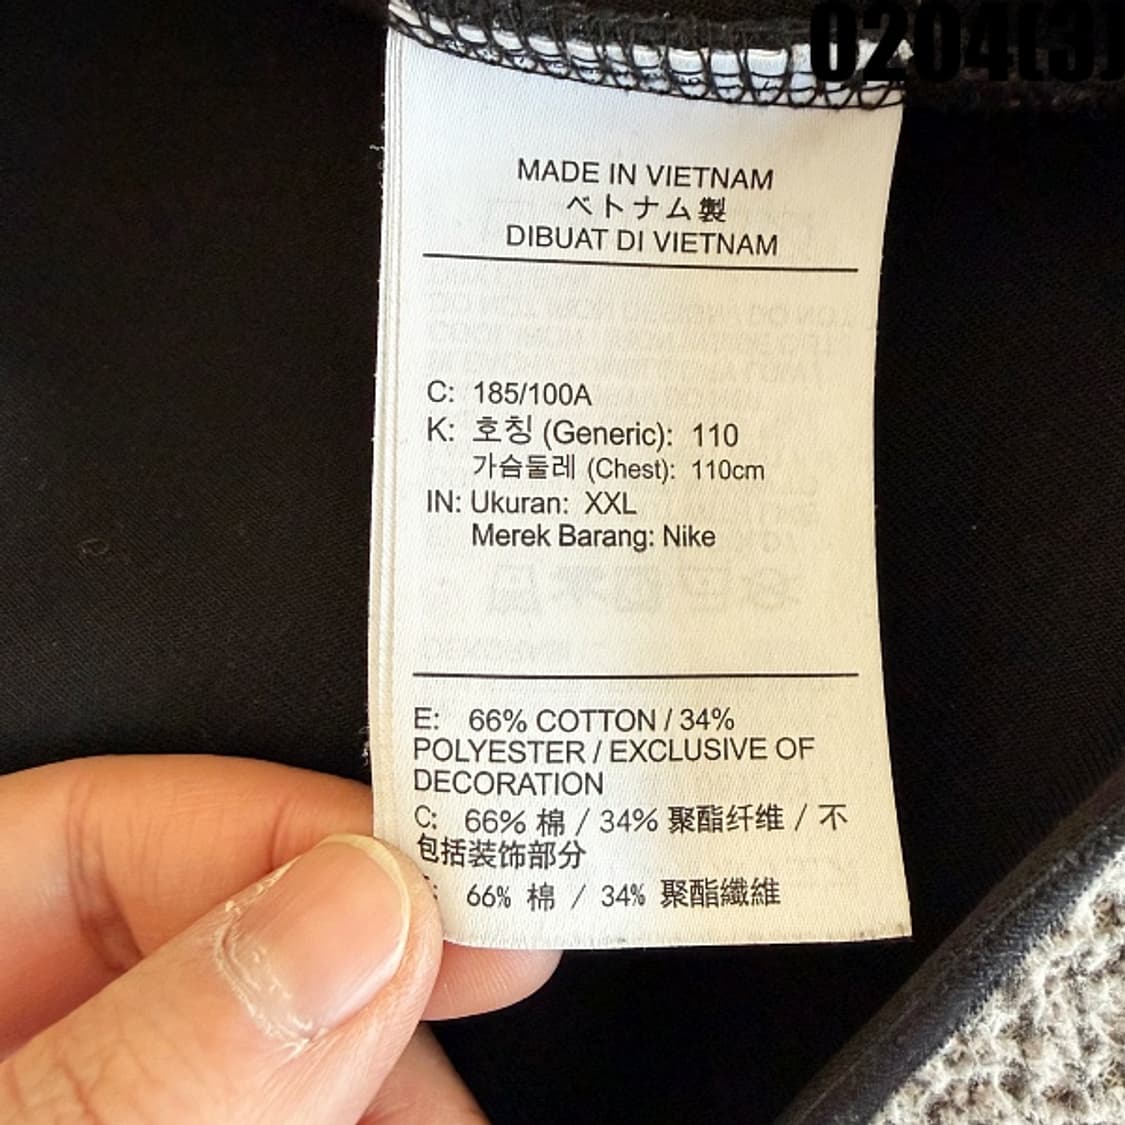 0204(3)
MADE IN VIETNAM
ベトナム製
DIBUAT DI VIETNAM
C: 185/100A
K: 호칭 (Generic): 110
가슴둘레 (Chest): 110cm
IN: Ukuran: XXL
Merek Barang: Nike
E: 66% COTTON / 34%
POLYESTER / EXCLUSIVE OF
DECORATION
C: 66% 棉 / 34% 聚酯纤维 / 不
包括装饰部分
66% 棉 / 34% 聚酯纖維